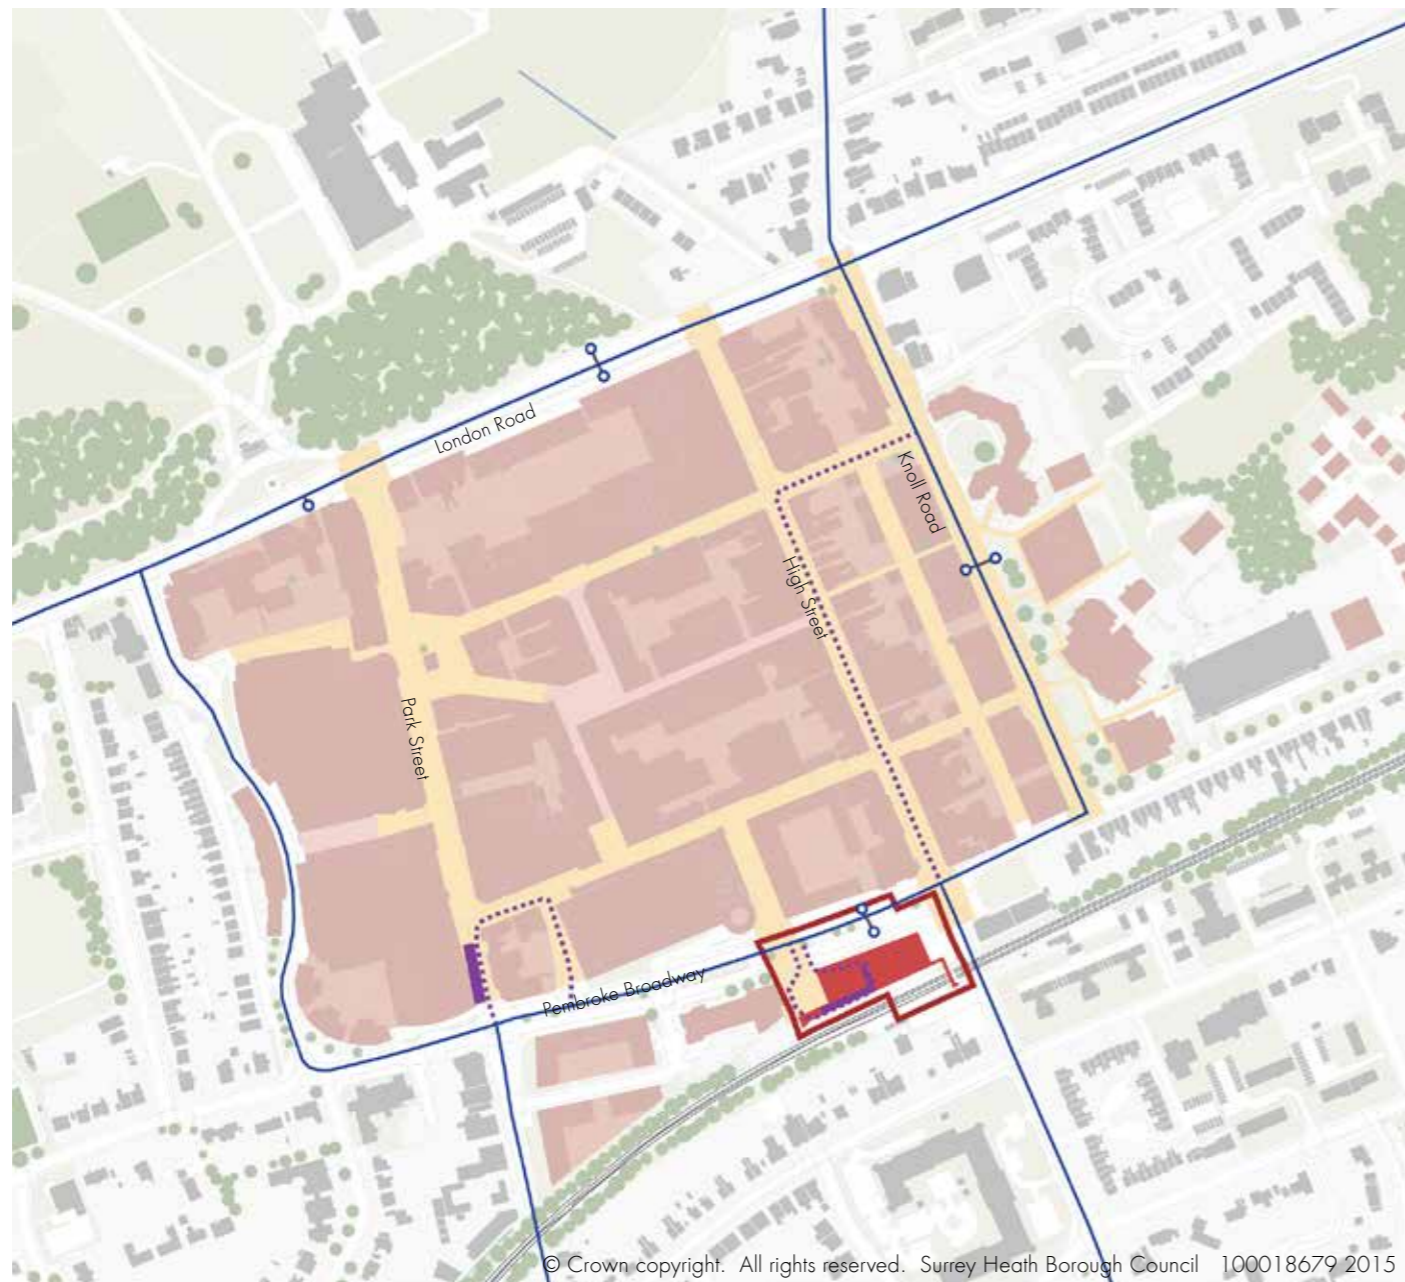 London Road
Knoll Road
High Street
Park Street
Pembroke Broadway
© Crown copyright. All rights reserved. Surrey Heath Borough Council 100018679 2015